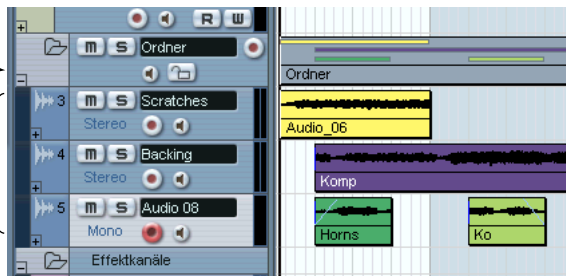 R W
m S Ordner
Ordner
3 m S Scratches
Stereo
Audio_06
4 m S Backing
Stereo
Komp
5 m S Audio 08
Mono
Horns Ko
Effektkanäle